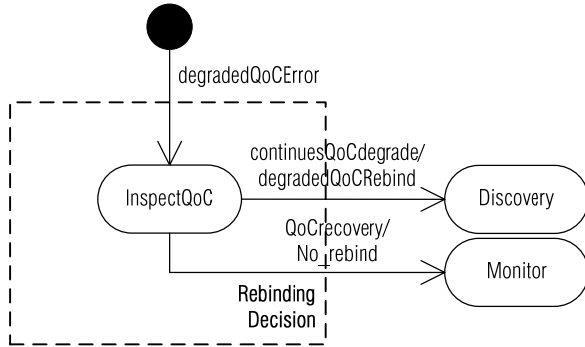 degradedQoCError
continuesQoCdegrade/
degradedQoCRebind
InspectQoC
Discovery
QoCrecovery/
No_rebind
Monitor
Rebinding
Decision